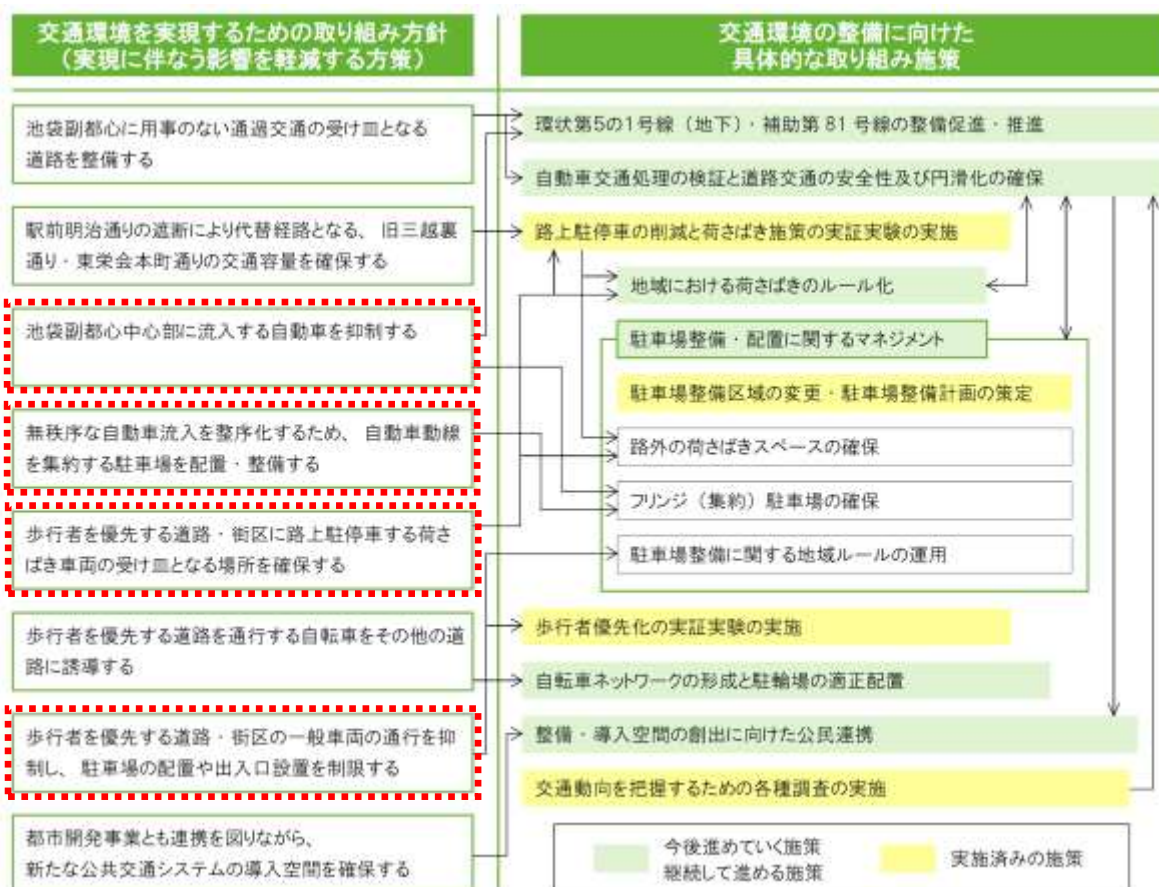 交通環境を実現するための取り組み方針
（実現に伴なう影響を軽減する方策）
交通環境の整備に向けた
具体的な取り組み施策
池袋副都心に用事のない通過交通の受け皿となる
道路を整備する
駅前明治通りの遮断により代替経路となる、旧三越裏
通り・東栄会本町通りの交通容量を確保する
池袋副都心中心部に流入する自動車を抑制する
無秩序な自動車流入を整序化するため、自動車動線
を集約する駐車場を配置・整備する
歩行者を優先する道路・街区に路上駐停車する荷さ
ばき車両の受け皿となる場所を確保する
歩行者を優先する道路を通行する自転車をその他の道
路に誘導する
歩行者を優先する道路・街区の一般車両の通行を抑
制し、駐車場の配置や出入口設置を制限する
都市開発事業とも連携を図りながら、
新たな公共交通システムの導入空間を確保する
環状第5の1号線（地下）・補助第81号線の整備促進・推進
自動車交通処理の検証と道路交通の安全性及び円滑化の確保
路上駐停車の削減と荷さばき施策の実証実験の実施
地域における荷さばきのルール化
駐車場整備・配置に関するマネジメント
駐車場整備区域の変更・駐車場整備計画の策定
路外の荷さばきスペースの確保
フリンジ（集約）駐車場の確保
駐車場整備に関する地域ルールの運用
歩行者優先化の実証実験の実施
自転車ネットワークの形成と駐輪場の適正配置
整備・導入空間の創出に向けた公民連携
交通動向を把握するための各種調査の実施
今後進めていく施策
継続して進める施策
実施済みの施策